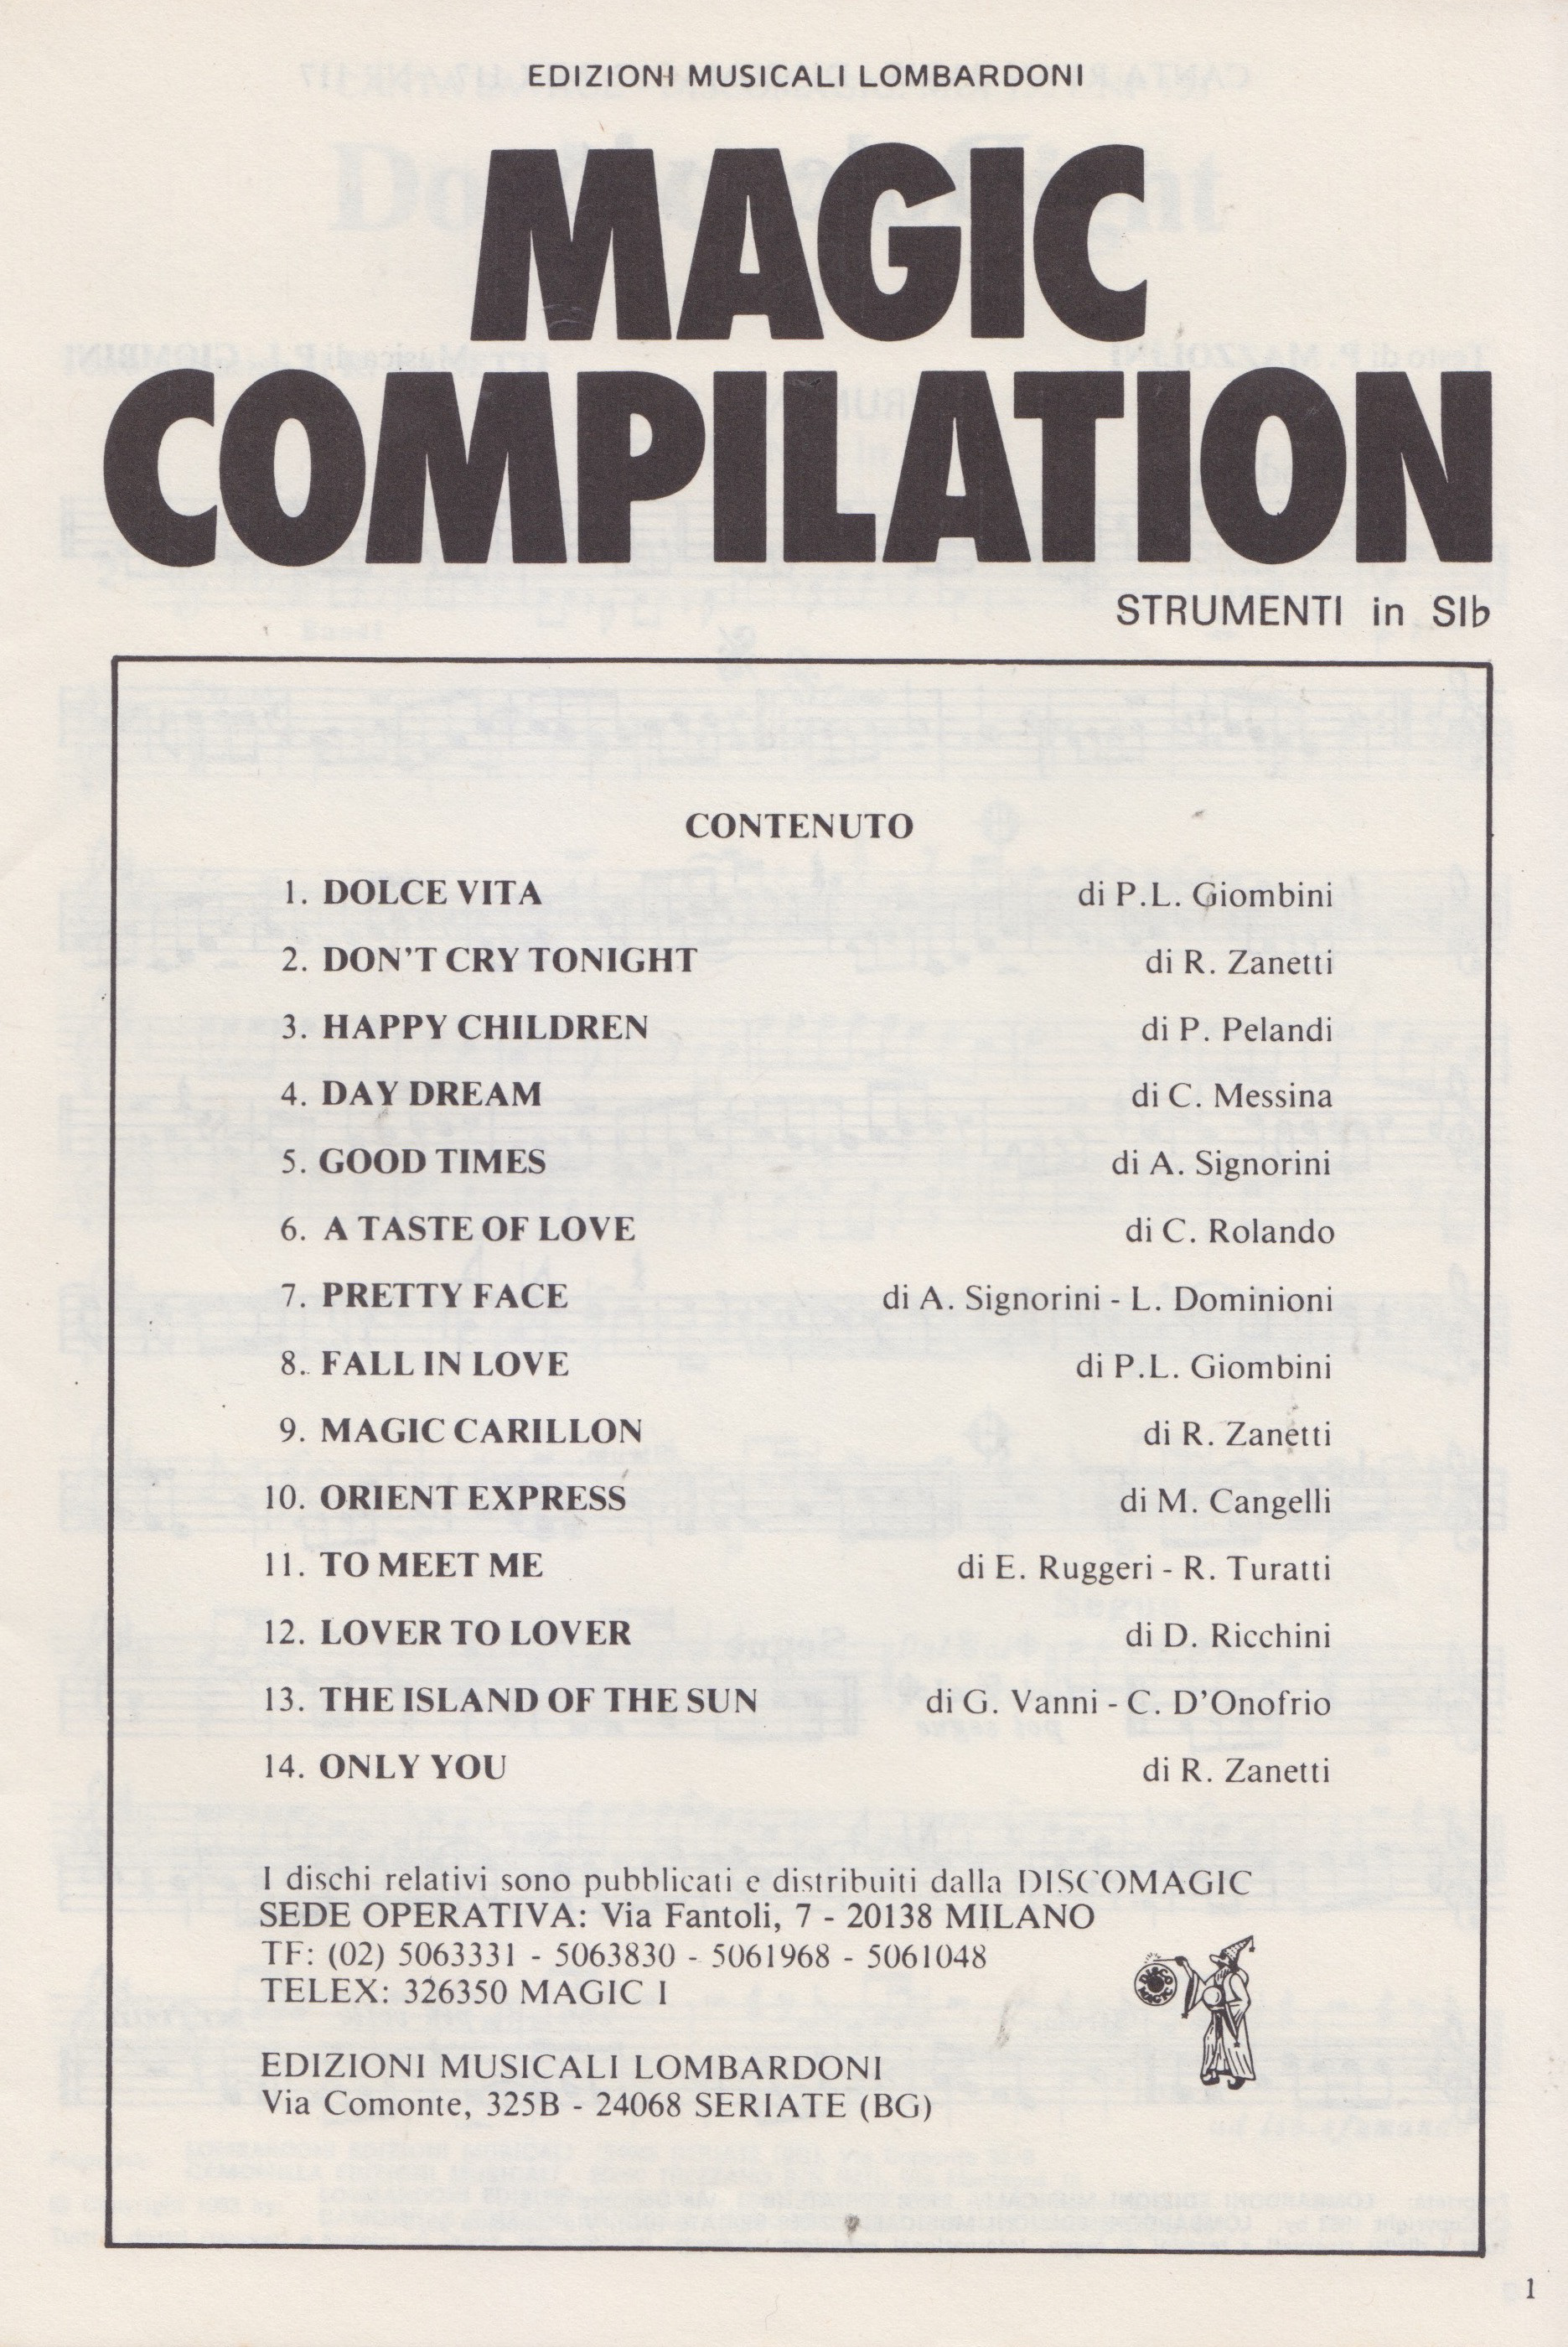 EDIZIONI MUSICALI LOMBARDONI
MAGIC
COMPILATION
STRUMENTI in SIb
CONTENUTO
1. DOLCE VITA di P.L. Giombini
2. DON'T CRY TONIGHT di R. Zanetti
3. HAPPY CHILDREN di P. Pelandi
4. DAY DREAM di C. Messina
5. GOOD TIMES di A. Signorini
6. A TASTE OF LOVE di C. Rolando
7. PRETTY FACE di A. Signorini - L. Dominioni
8. FALL IN LOVE di P.L. Giombini
9. MAGIC CARILLON di R. Zanetti
10. ORIENT EXPRESS di M. Cangelli
11. TO MEET ME di E. Ruggeri - R. Turatti
12. LOVER TO LOVER di D. Ricchini
13. THE ISLAND OF THE SUN di G. Vanni - C. D'Onofrio
14. ONLY YOU di R. Zanetti
I dischi relativi sono pubblicati e distribuiti dalla DISCOMAGIC
SEDE OPERATIVA: Via Fantoli, 7 - 20138 MILANO
TF: (02) 5063331 - 5063830 - 5061968 - 5061048
TELEX: 326350 MAGIC I
DISCO MAGIC
EDIZIONI MUSICALI LOMBARDONI
Via Comonte, 325B - 24068 SERIATE (BG)
1